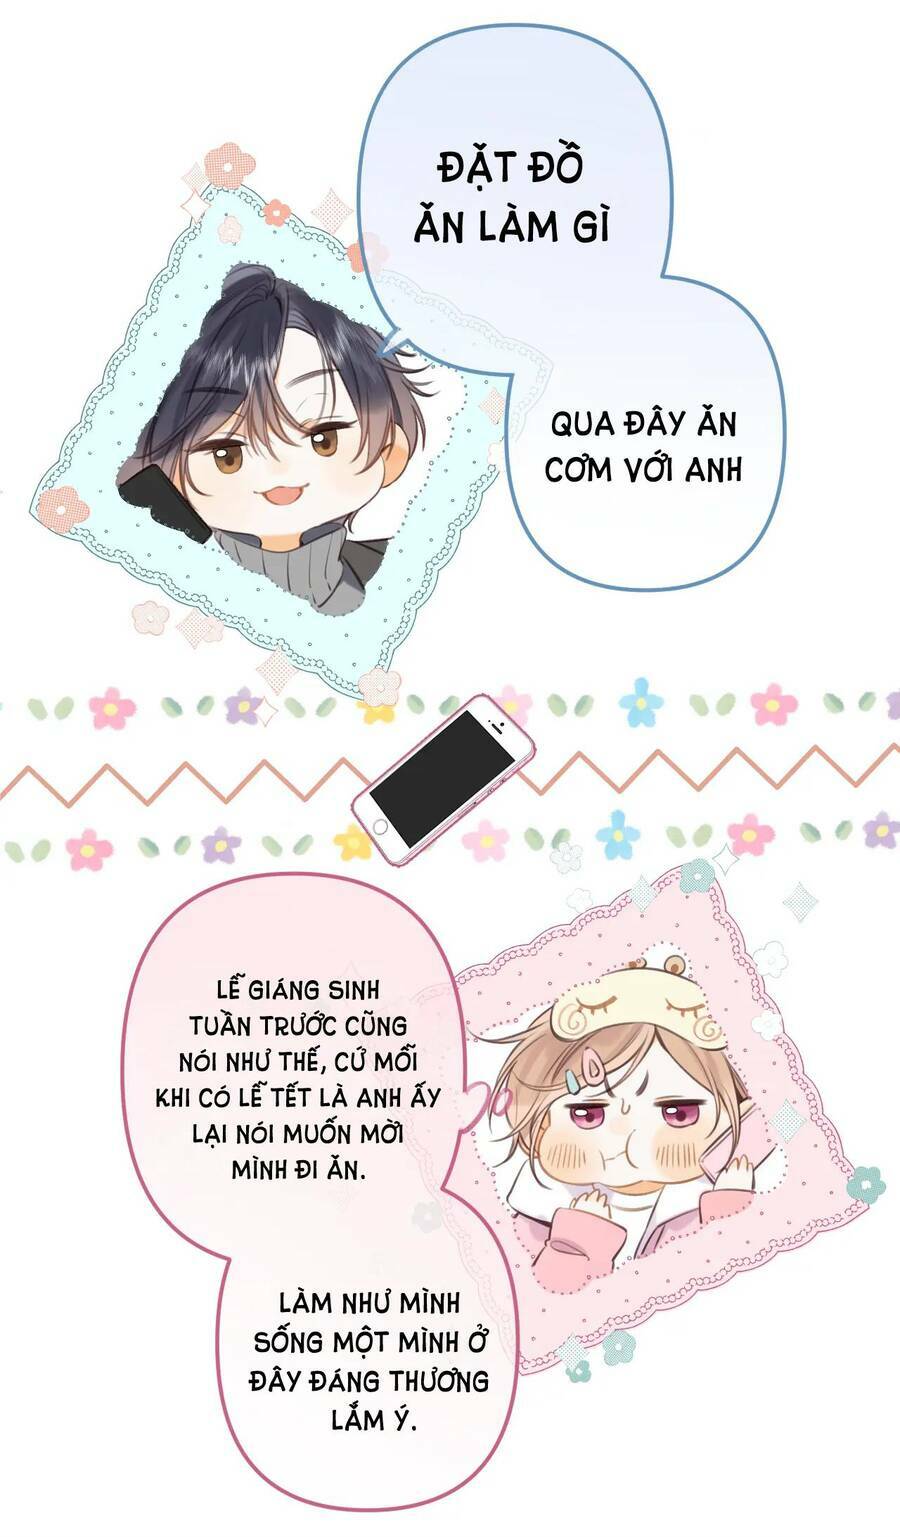 ĐẶT ĐỒ
ĂN LÀM GÌ
QUA ĐÂY ĂN
CƠM VỚI ANH
LỄ GIÁNG SINH
TUẦN TRƯỚC CŨNG
NÓI NHƯ THẾ, CỨ MỖI
KHI CÓ LỄ TẾT LÀ ANH ẤY
LẠI NÓI MUỐN MỜI
MÌNH ĐI ĂN.
LÀM NHƯ MÌNH
SỐNG MỘT MÌNH Ở
ĐÂY ĐÁNG THƯƠNG
LẮM Ý.